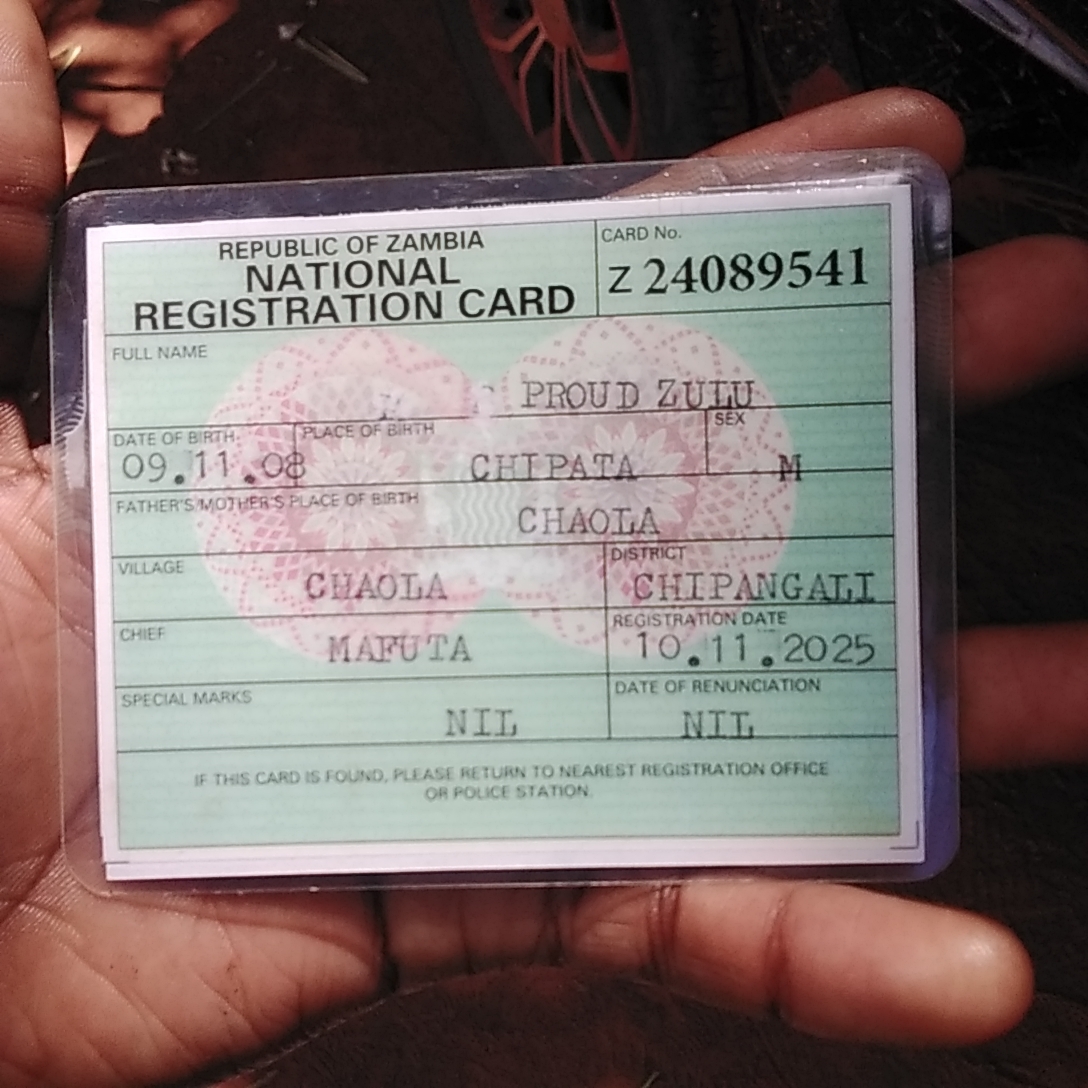 REPUBLIC OF ZAMBIA
NATIONAL
REGISTRATION CARD
CARD No.
Z 24089541
FULL NAME
PROUD ZULU
DATE OF BIRTH
PLACE OF BIRTH
SEX
09.11.08
CHIPATA
M
FATHER'S/MOTHER'S PLACE OF BIRTH
CHAOLA
VILLAGE
CHAOLA
DISTRICT
CHIPANGALI
CHIEF
MAFUTA
REGISTRATION DATE
10.11.2025
SPECIAL MARKS
NIL
DATE OF RENUNCIATION
NIL
IF THIS CARD IS FOUND, PLEASE RETURN TO NEAREST REGISTRATION OFFICE
OR POLICE STATION.